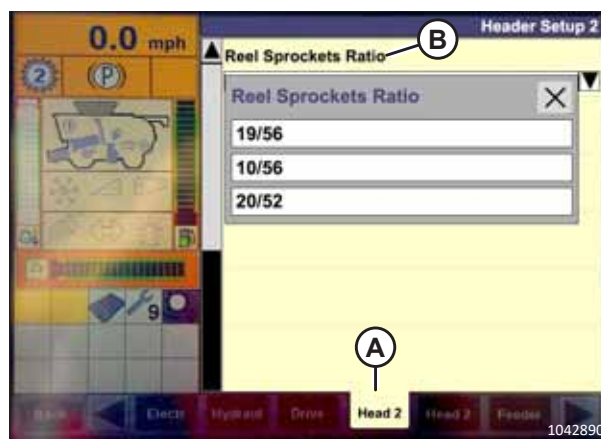 Header Setup 2
0.0 mph
B
Reel Sprockets Ratio
2
P
Reel Sprockets Ratio
19/56
10/56
20/52
9
A
Back
Electr
Hydraul
Drive
Head 2
Head 2
Feeder
1042890